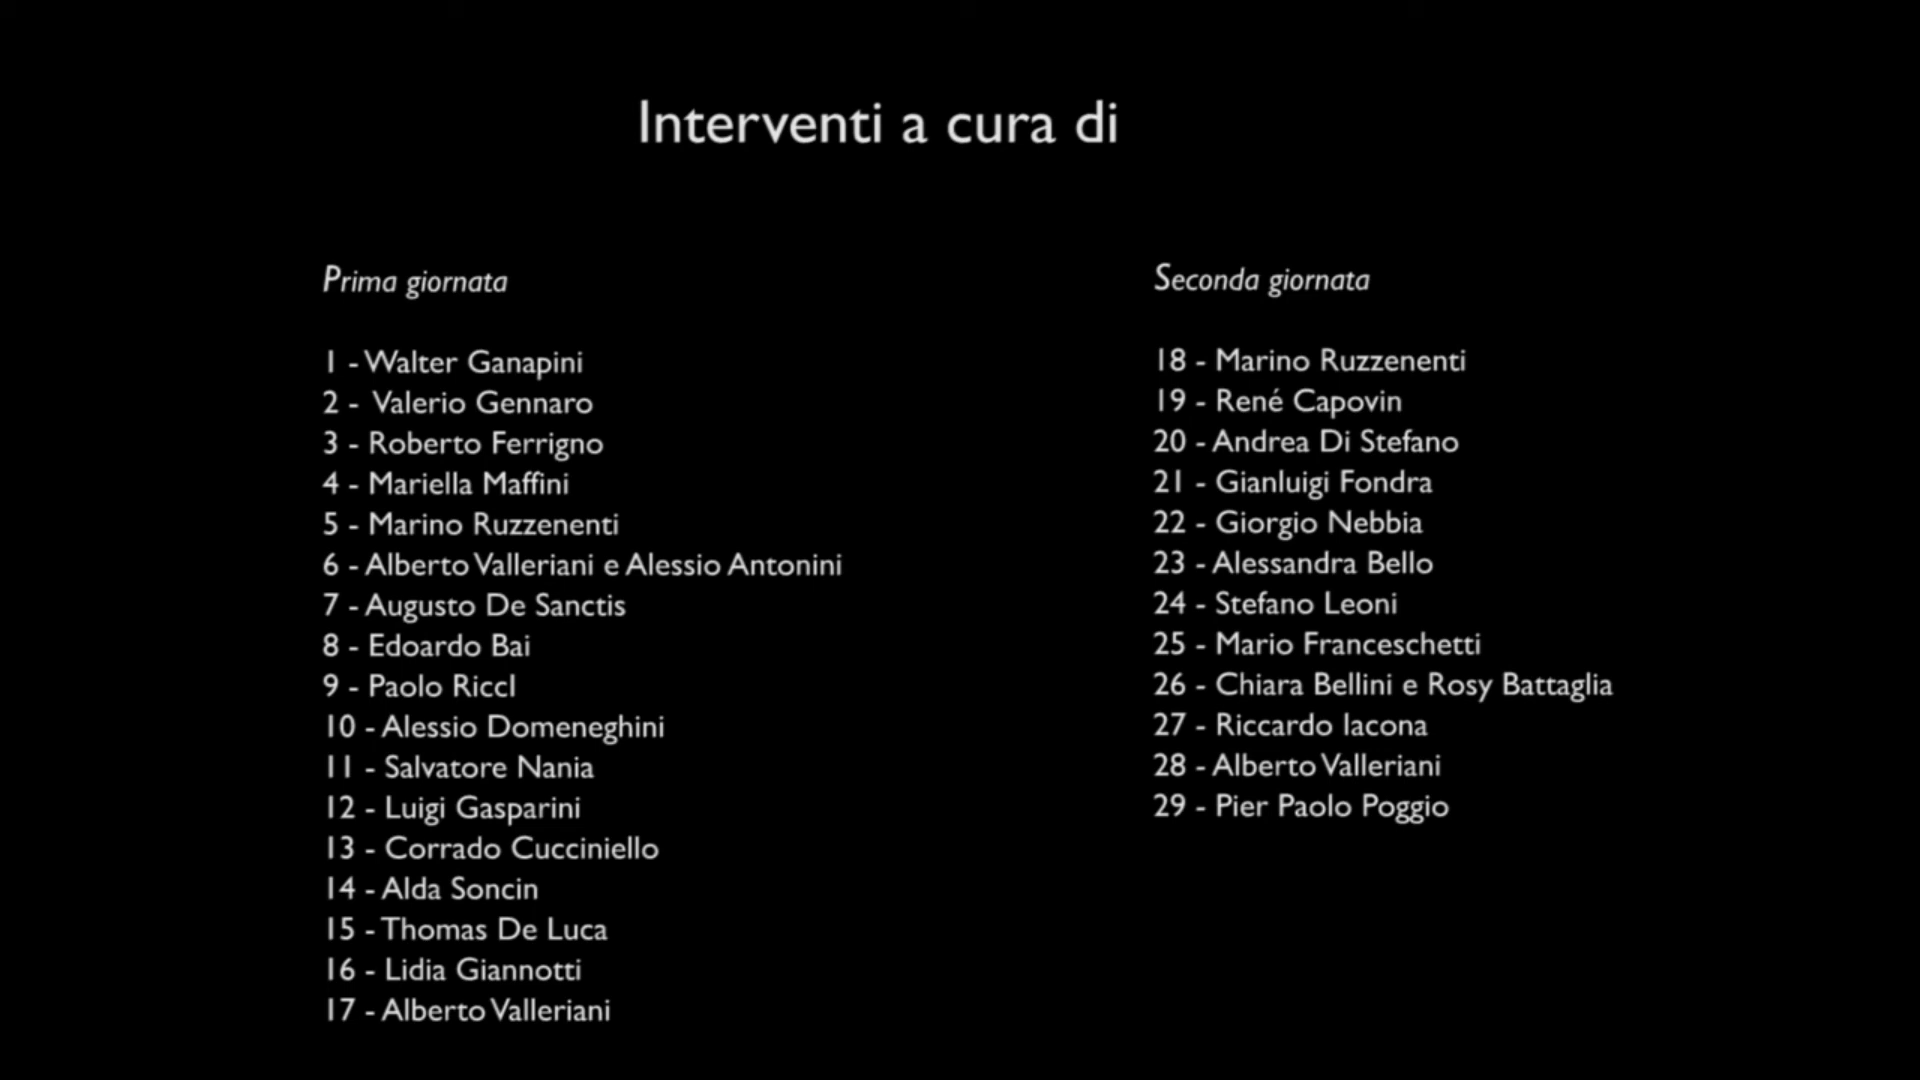 Interventi a cura di
Prima giornata
1 - Walter Ganapini
2 - Valerio Gennaro
3 - Roberto Ferrigno
4 - Mariella Maffini
5 - Marino Ruzzenenti
6 - Alberto Valleriani e Alessio Antonini
7 - Augusto De Sanctis
8 - Edoardo Bai
9 - Paolo Riccl
10 - Alessio Domeneghini
11 - Salvatore Nania
12 - Luigi Gasparini
13 - Corrado Cucciniello
14 - Alda Soncin
15 - Thomas De Luca
16 - Lidia Giannotti
17 - Alberto Valleriani
Seconda giornata
18 - Marino Ruzzenenti
19 - René Capovin
20 - Andrea Di Stefano
21 - Gianluigi Fondra
22 - Giorgio Nebbia
23 - Alessandra Bello
24 - Stefano Leoni
25 - Mario Franceschetti
26 - Chiara Bellini e Rosy Battaglia
27 - Riccardo Iacona
28 - Alberto Valleriani
29 - Pier Paolo Poggio